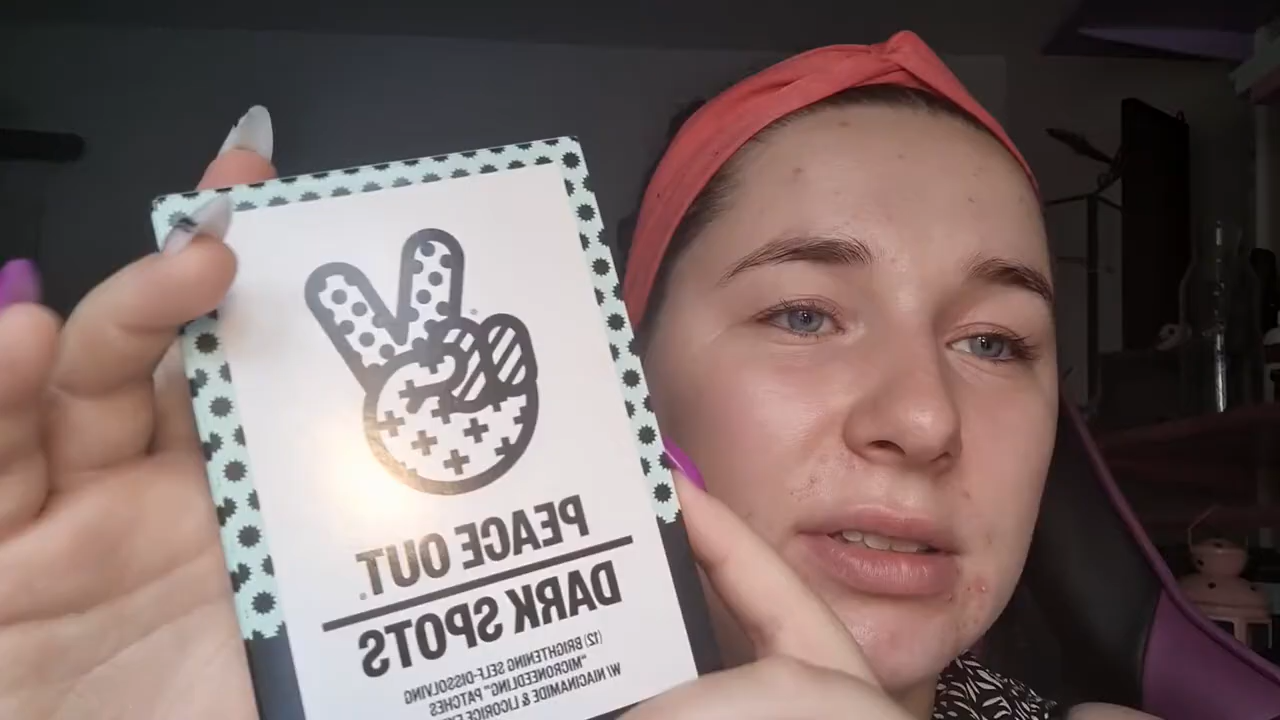 PEACE OUT.
DARK SPOTS
(12) BRIGHTENING SELF-DISSOLVING
"MICRONEEDLING" PATCHES
W/ NIACINAMIDE & LICORICE